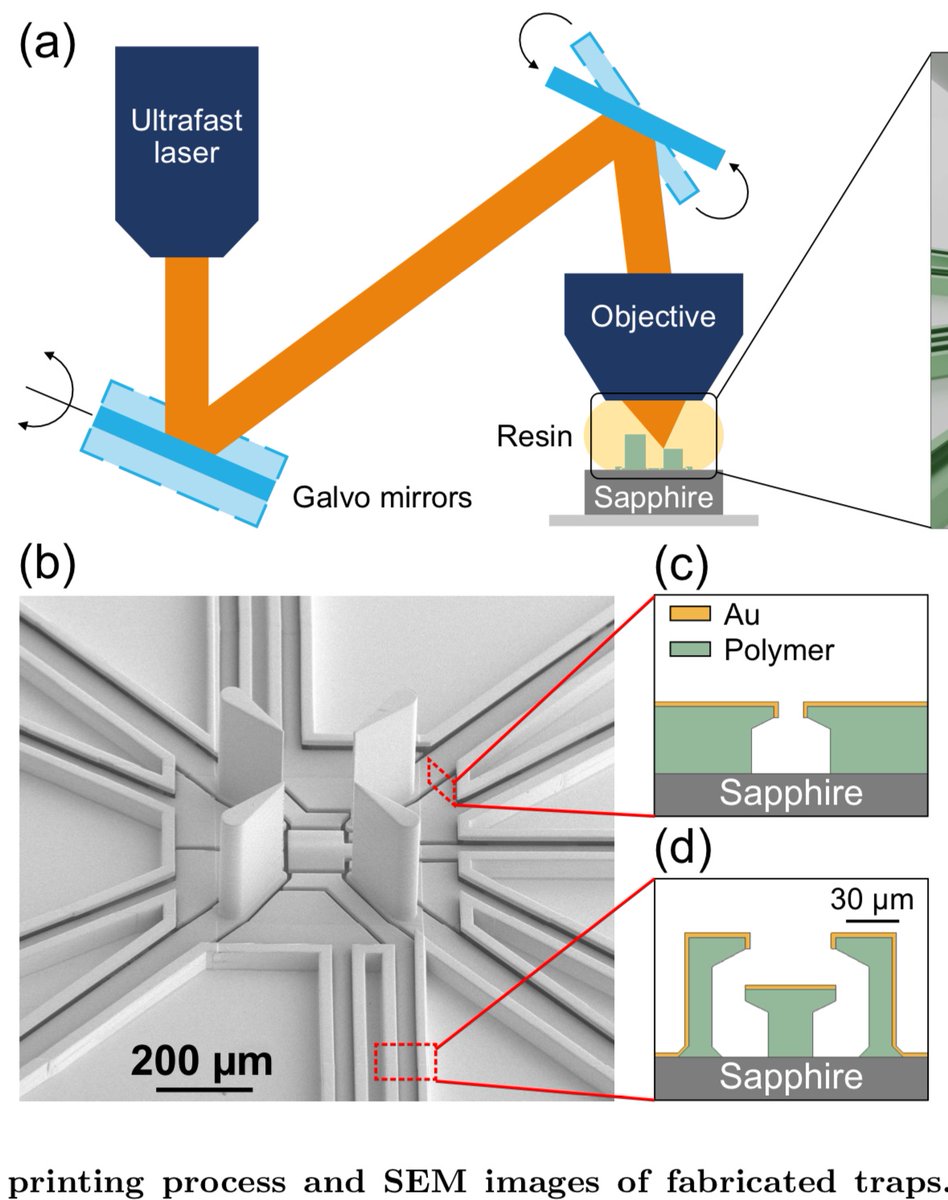 (a)
Ultrafast
laser
Objective
Resin
Sapphire
Galvo mirrors
(b)
200 µm
(c)
Au
Polymer
Sapphire
(d)
30 µm
Sapphire
printing process and SEM images of fabricated traps.